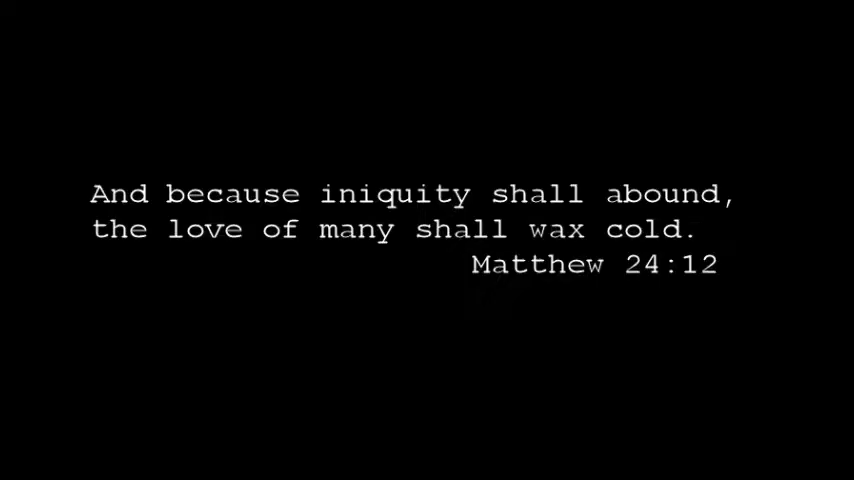 And because iniquity shall abound,
the love of many shall wax cold.
Matthew 24:12